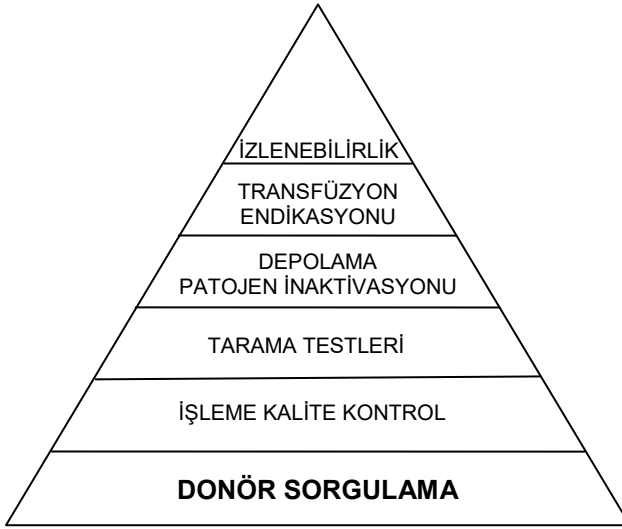 İZLENEBİLİRLİK
TRANSFÜZYON
ENDİKASYONU
DEPOLAMA
PATOJEN İNAKTİVASYONU
TARAMA TESTLERİ
İŞLEME KALİTE KONTROL
DONÖR SORGULAMA